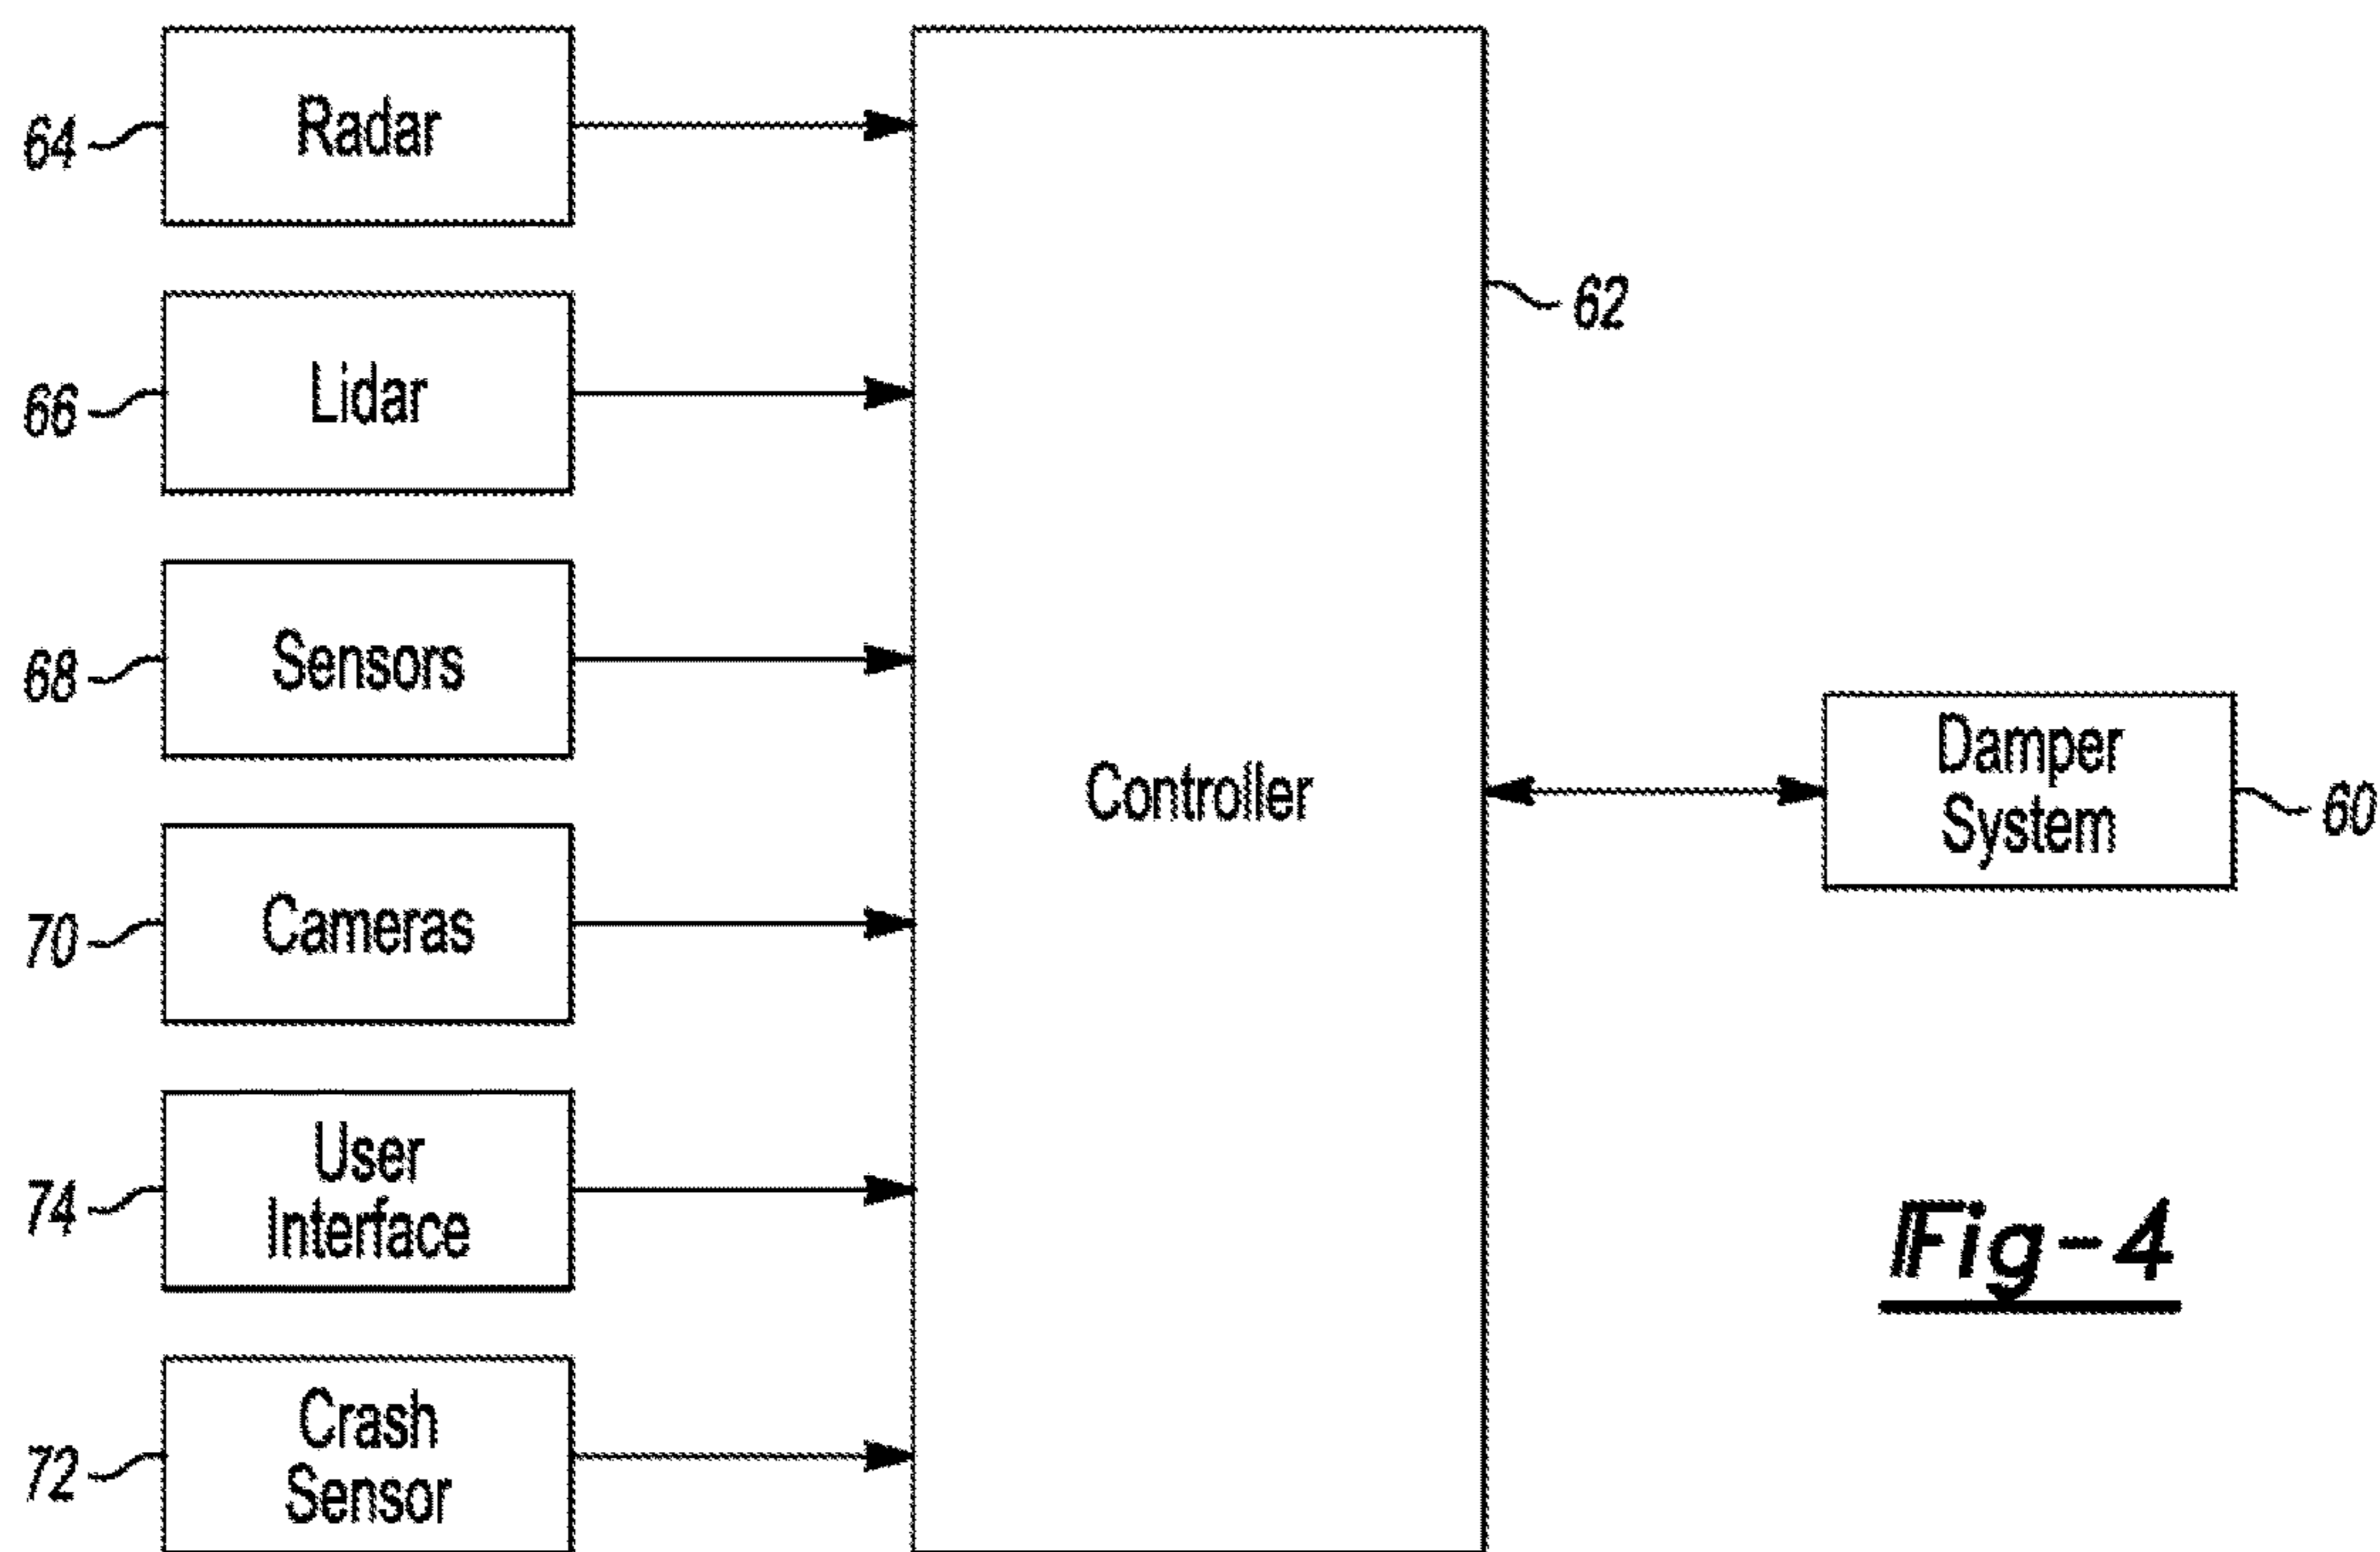 64
Radar
66
Lidar
68
Sensors
70
Cameras
74
User
Interface
72
Crash
Sensor
Controller
62
Damper
System
60
Fig-4